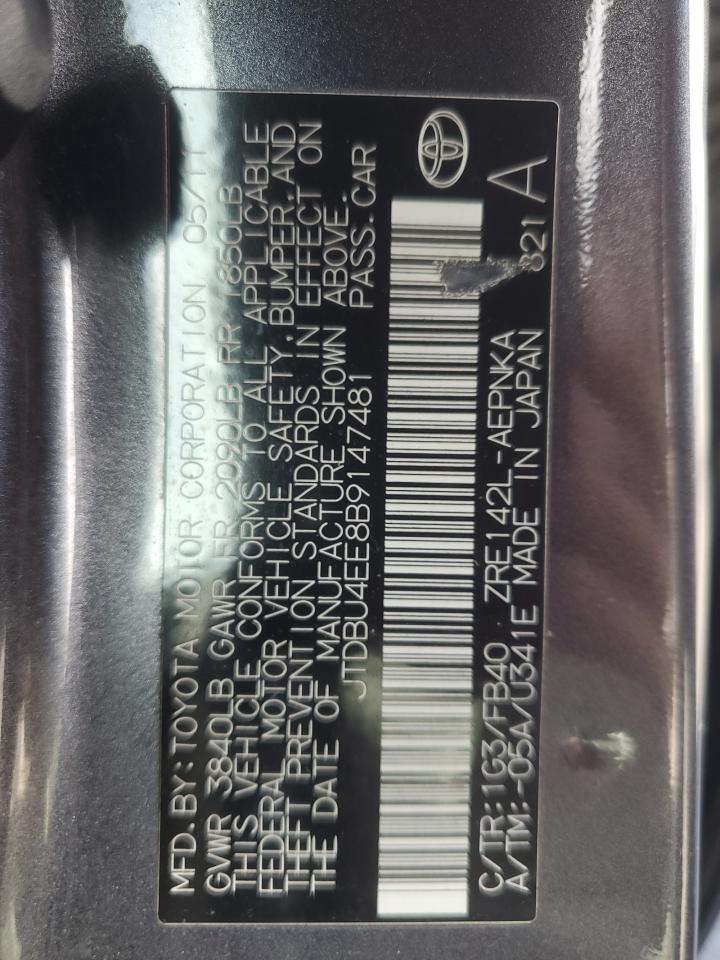 MFD. BY: TOYOTA MOTOR CORPORATION 05/11
GVWR 3840LB GAWR FR 2090LB RR 1850LB
THIS VEHICLE CONFORMS TO ALL APPLICABLE
FEDERAL MOTOR VEHICLE SAFETY, BUMPER, AND
THEFT PREVENTION STANDARDS IN EFFECT ON
THE DATE OF MANUFACTURE SHOWN ABOVE.
JTDBU4EE8B9147481 PASS. CAR
C/TR: 1G3/FB40 ZRE142L-AEPNKA
A/TM: -05A/U341E MADE IN JAPAN 321 A